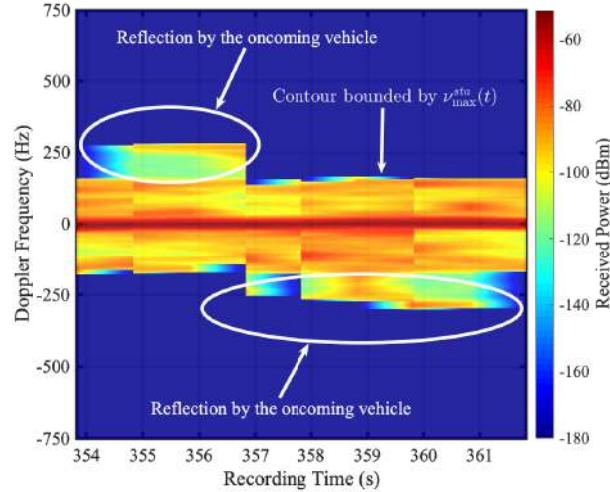 750
500
250
0
-250
-500
-750
Doppler Frequency (Hz)
Reflection by the oncoming vehicle
Contour bounded by ν_max^sta(t)
Reflection by the oncoming vehicle
354 355 356 357 358 359 360 361
Recording Time (s)
-60
-80
-100
-120
-140
-160
-180
Received Power (dBm)